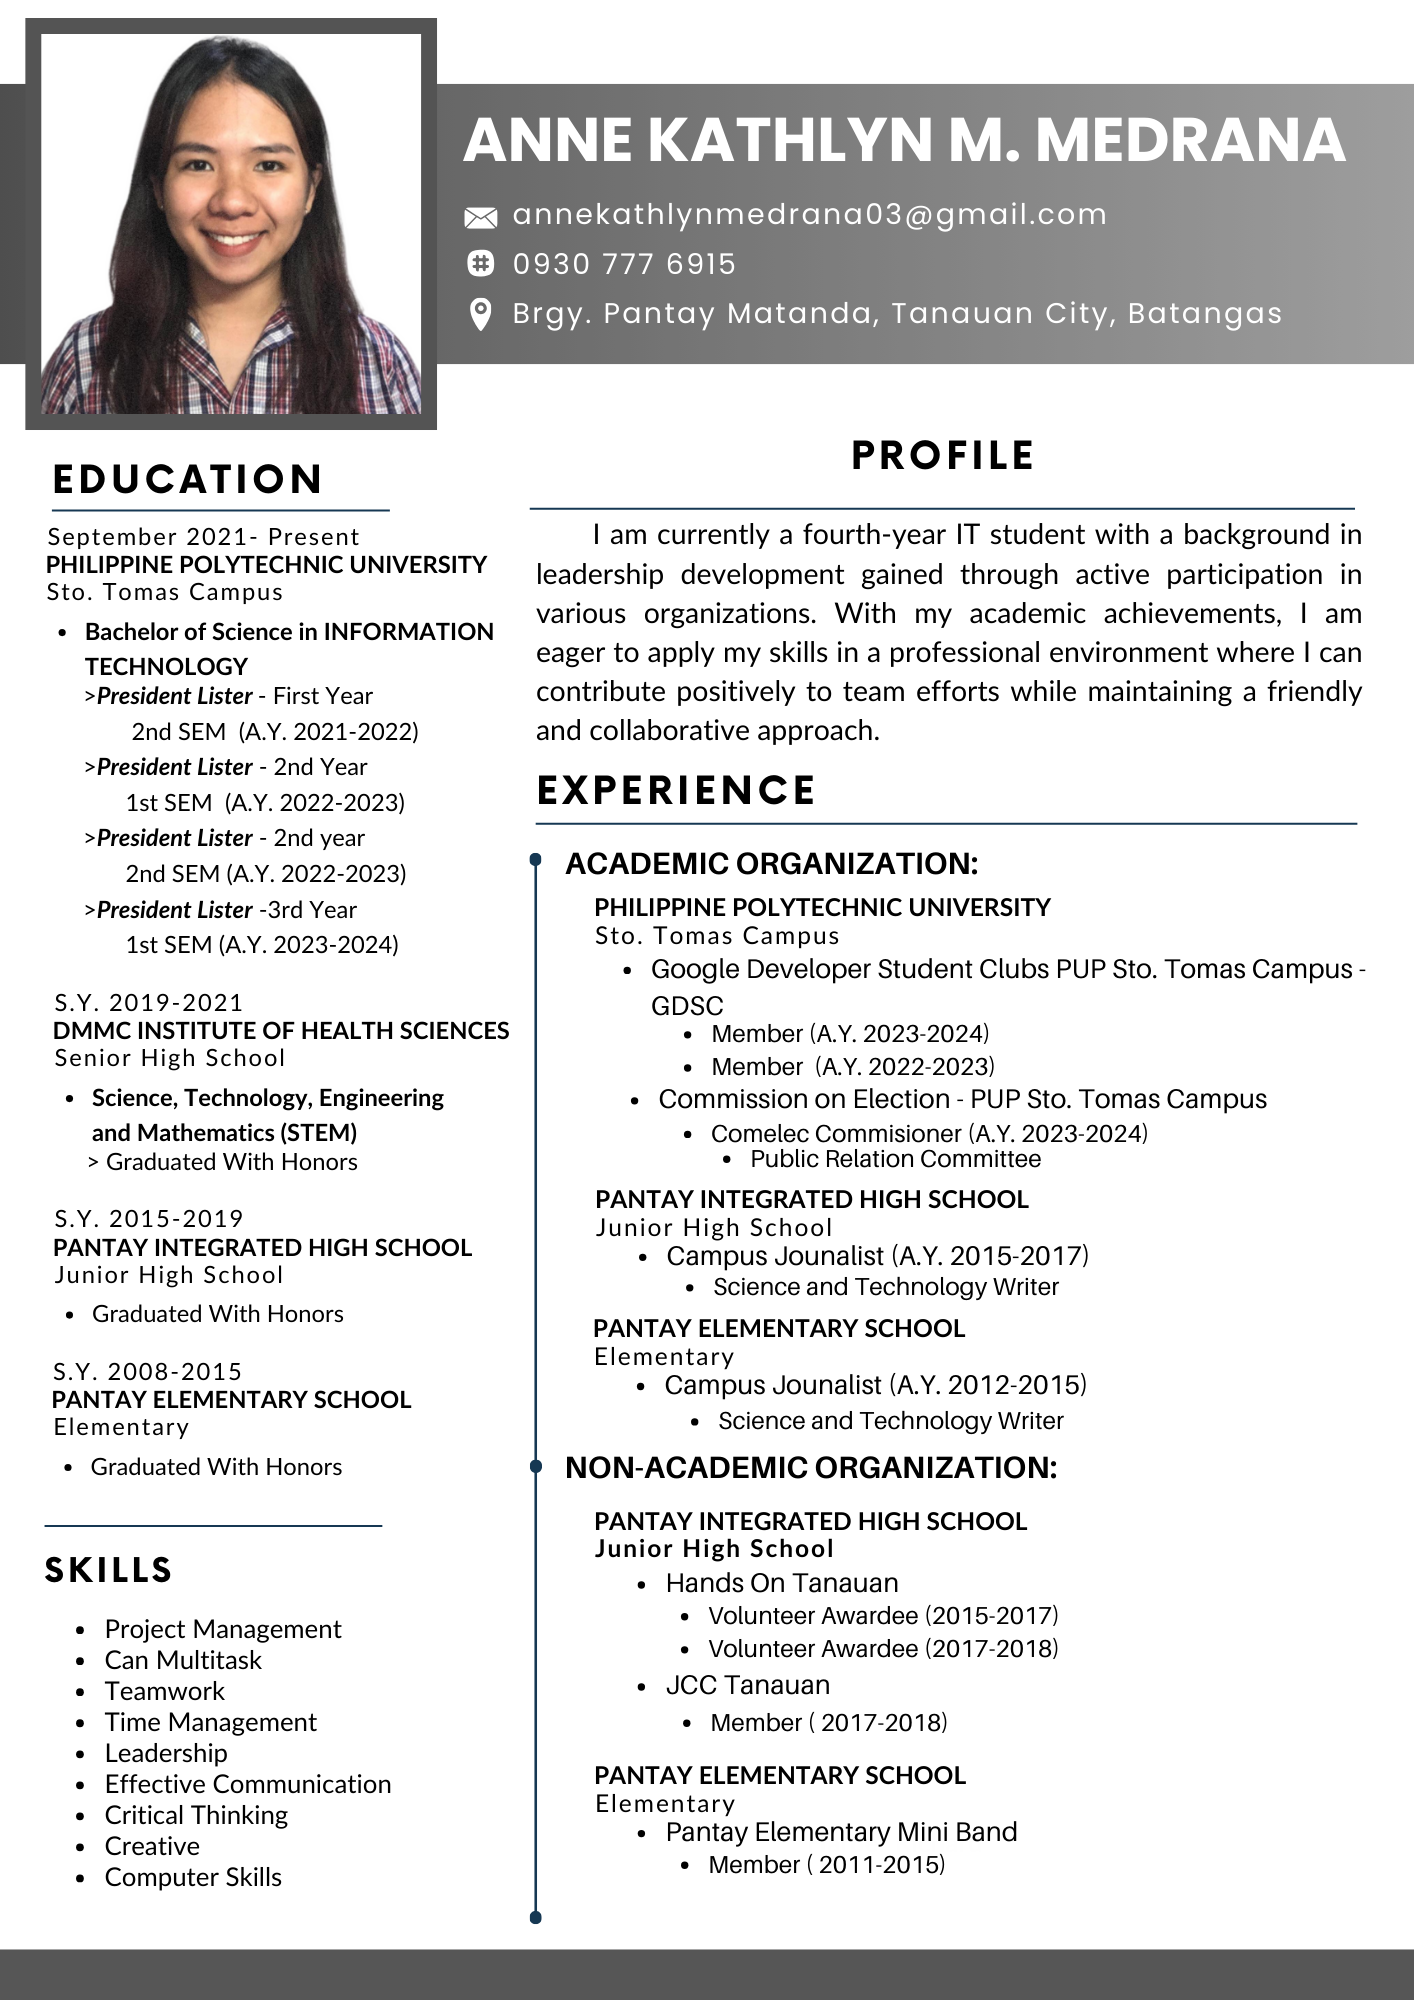 ANNE KATHLYN M. MEDRANA
annekathlynmedrana03@gmail.com
0930 777 6915
Brgy. Pantay Matanda, Tanauan City, Batangas
EDUCATION
September 2021- Present
PHILIPPINE POLYTECHNIC UNIVERSITY
Sto. Tomas Campus
• Bachelor of Science in INFORMATION
TECHNOLOGY
>President Lister - First Year
2nd SEM (A.Y. 2021-2022)
>President Lister - 2nd Year
1st SEM (A.Y. 2022-2023)
>President Lister - 2nd year
2nd SEM (A.Y. 2022-2023)
>President Lister -3rd Year
1st SEM (A.Y. 2023-2024)
S.Y. 2019-2021
DMMC INSTITUTE OF HEALTH SCIENCES
Senior High School
• Science, Technology, Engineering
and Mathematics (STEM)
> Graduated With Honors
S.Y. 2015-2019
PANTAY INTEGRATED HIGH SCHOOL
Junior High School
• Graduated With Honors
S.Y. 2008-2015
PANTAY ELEMENTARY SCHOOL
Elementary
• Graduated With Honors
SKILLS
• Project Management
• Can Multitask
• Teamwork
• Time Management
• Leadership
• Effective Communication
• Critical Thinking
• Creative
• Computer Skills
PROFILE
I am currently a fourth-year IT student with a background in
leadership development gained through active participation in
various organizations. With my academic achievements, I am
eager to apply my skills in a professional environment where I can
contribute positively to team efforts while maintaining a friendly
and collaborative approach.
EXPERIENCE
ACADEMIC ORGANIZATION:
PHILIPPINE POLYTECHNIC UNIVERSITY
Sto. Tomas Campus
• Google Developer Student Clubs PUP Sto. Tomas Campus -
GDSC
• Member (A.Y. 2023-2024)
• Member (A.Y. 2022-2023)
• Commission on Election - PUP Sto. Tomas Campus
• Comelec Commisioner (A.Y. 2023-2024)
• Public Relation Committee
PANTAY INTEGRATED HIGH SCHOOL
Junior High School
• Campus Jounalist (A.Y. 2015-2017)
• Science and Technology Writer
PANTAY ELEMENTARY SCHOOL
Elementary
• Campus Jounalist (A.Y. 2012-2015)
• Science and Technology Writer
NON-ACADEMIC ORGANIZATION:
PANTAY INTEGRATED HIGH SCHOOL
Junior High School
• Hands On Tanauan
• Volunteer Awardee (2015-2017)
• Volunteer Awardee (2017-2018)
• JCC Tanauan
• Member ( 2017-2018)
PANTAY ELEMENTARY SCHOOL
Elementary
• Pantay Elementary Mini Band
• Member ( 2011-2015)